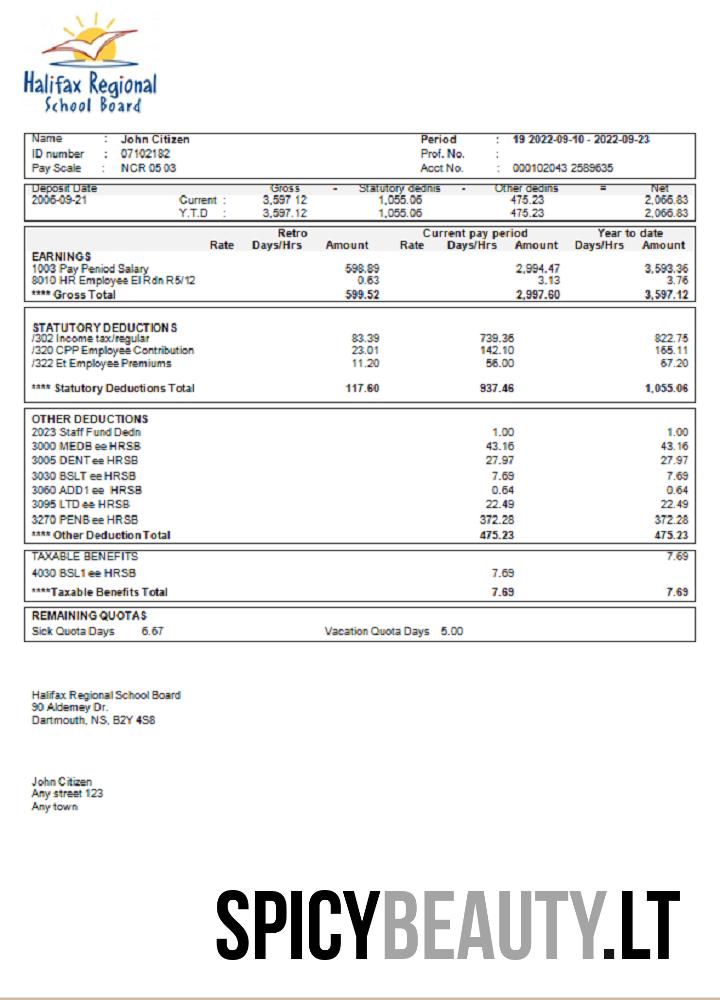 Halifax Regional
School Board
Name : John Citizen Period : 19 2022-09-10 - 2022-09-23
ID number : 07102182 Prof. No. :
Pay Scale : NCR 05 03 Acct No. : 000102043 2589635
Deposit Date Gross - Statutory dednis - Other dedins = Net
2006-09-21 Current : 3,597 12 1,055.06 475.23 2,066.83
Y.T.D : 3,597.12 1,055.06 475.23 2,066.83
Retro Current pay period Year to date
Rate Days/Hrs Amount Rate Days/Hrs Amount Days/Hrs Amount
EARNINGS
1003 Pay Period Salary 598.89 2,994.47 3,593.36
8010 HR Employee EI Rdn R5/12 0.63 3.13 3.76
**** Gross Total 599.52 2,997.60 3,597.12
STATUTORY DEDUCTIONS
/302 Income tax/regular 83.39 739.36 822.75
/320 CPP Employee Contribution 23.01 142.10 165.11
/322 Et Employee Premiums 11.20 56.00 67.20
**** Statutory Deductions Total 117.60 937.46 1,055.06
OTHER DEDUCTIONS
2023 Staff Fund Dedn 1.00 1.00
3000 MEDB ee HRSB 43.16 43.16
3005 DENT ee HRSB 27.97 27.97
3030 BSLT ee HRSB 7.69 7.69
3060 ADD1 ee HRSB 0.64 0.64
3095 LTD ee HRSB 22.49 22.49
3270 PENB ee HRSB 372.28 372.28
**** Other Deduction Total 475.23 475.23
TAXABLE BENEFITS 7.69
4030 BSL1 ee HRSB 7.69
****Taxable Benefits Total 7.69 7.69
REMAINING QUOTAS
Sick Quota Days 6.67 Vacation Quota Days 5.00
Halifax Regional School Board
90 Alderney Dr.
Dartmouth, NS, B2Y 4S8
John Citizen
Any street 123
Any town
SPICYBEAUTY.LT